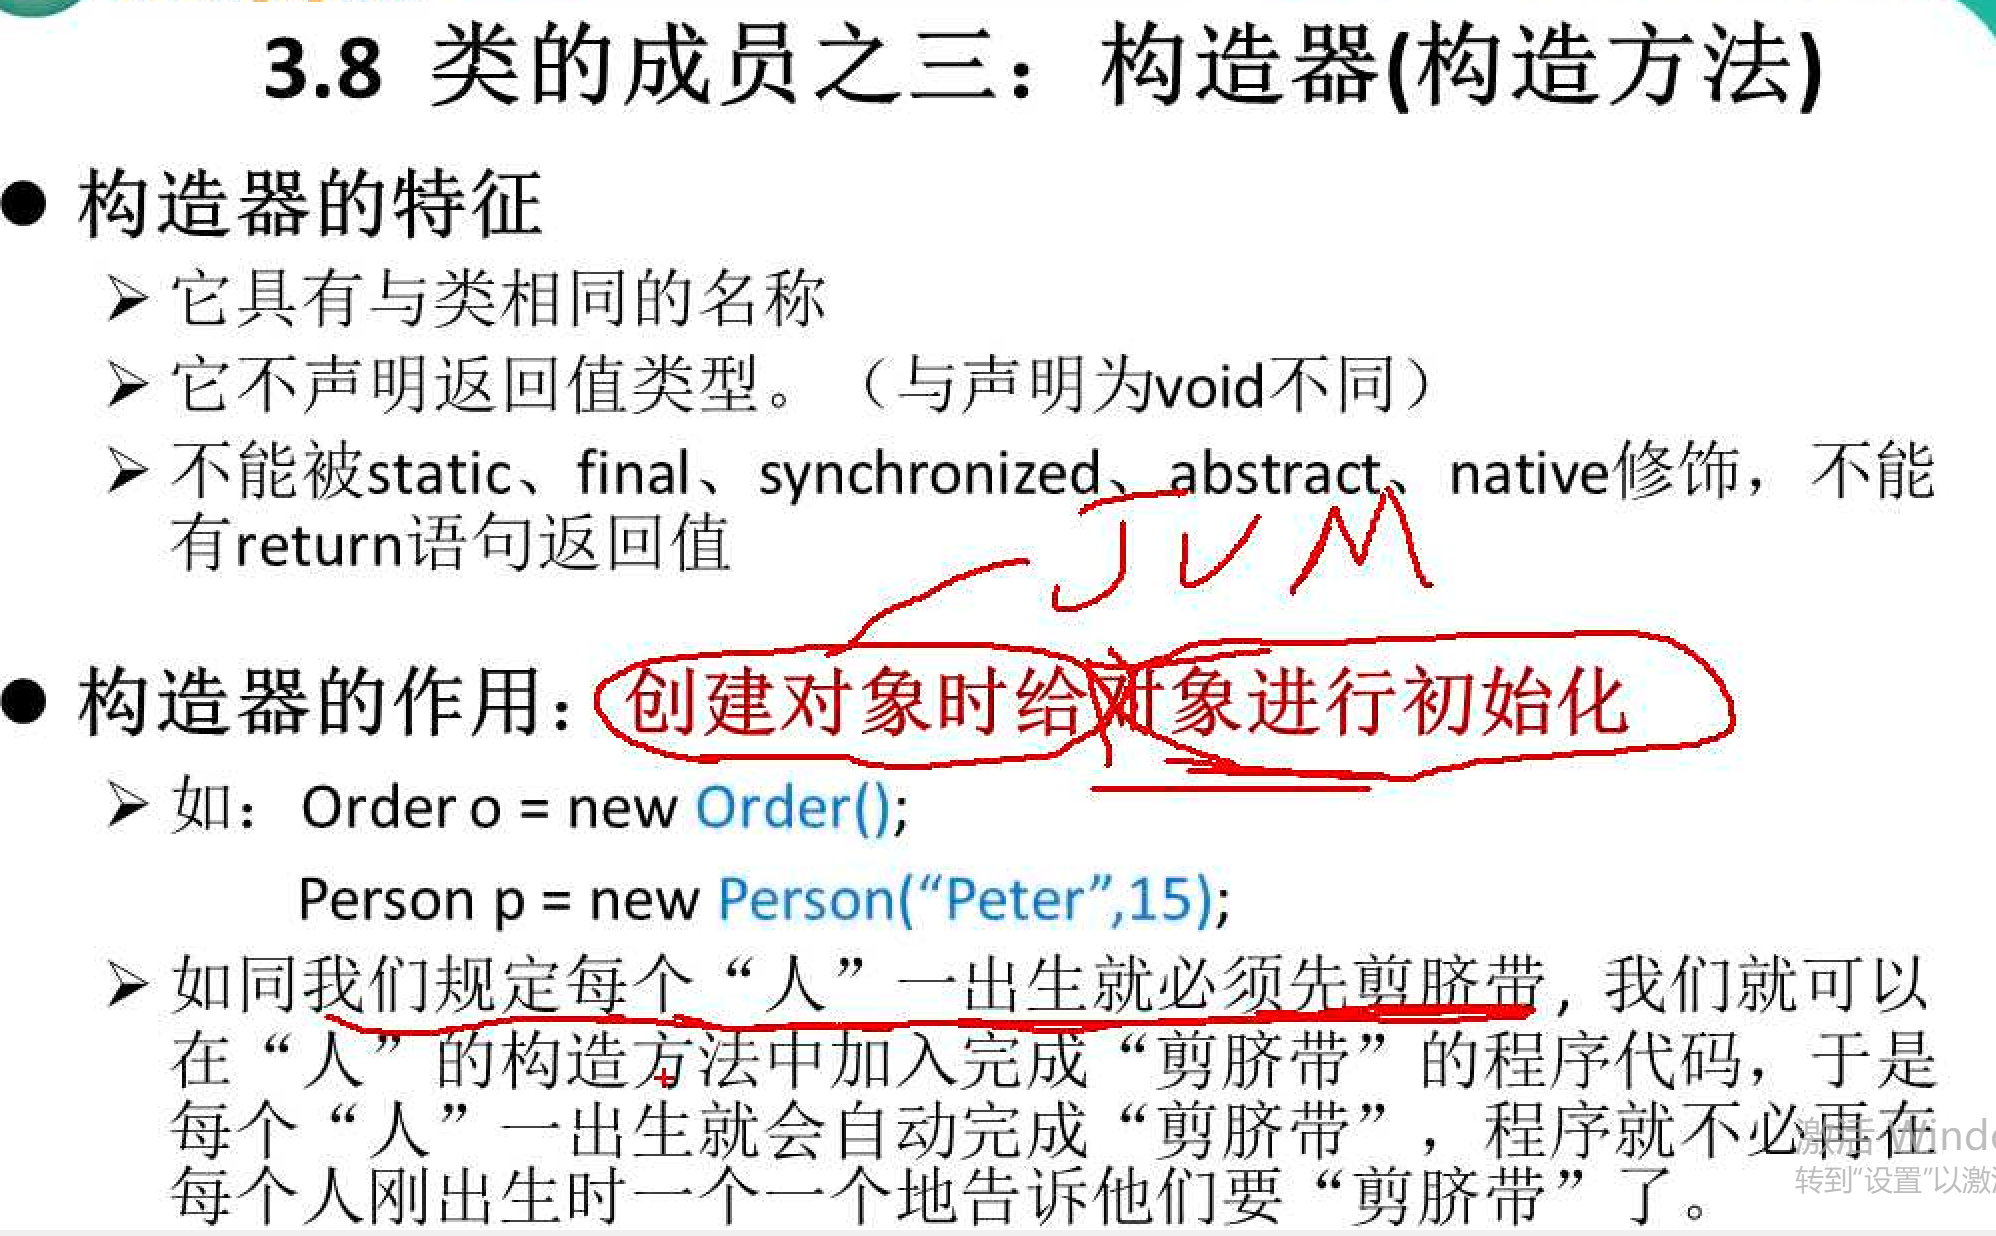 3.8 类的成员之三：构造器(构造方法)
● 构造器的特征
➢ 它具有与类相同的名称
➢ 它不声明返回值类型。（与声明为void不同）
➢ 不能被static、final、synchronized、abstract、native修饰，不能
有return语句返回值
JVM
● 构造器的作用：创建对象时给对象进行初始化
➢ 如：Order o = new Order();
Person p = new Person(“Peter”,15);
➢ 如同我们规定每个“人”一出生就必须先剪脐带，我们就可以
在“人”的构造方法中加入完成“剪脐带”的程序代码，于是
每个“人”一出生就会自动完成“剪脐带”，程序就不必再在
每个人刚出生时一个一个地告诉他们要“剪脐带”了。
激活 Windo
转到“设置”以激活